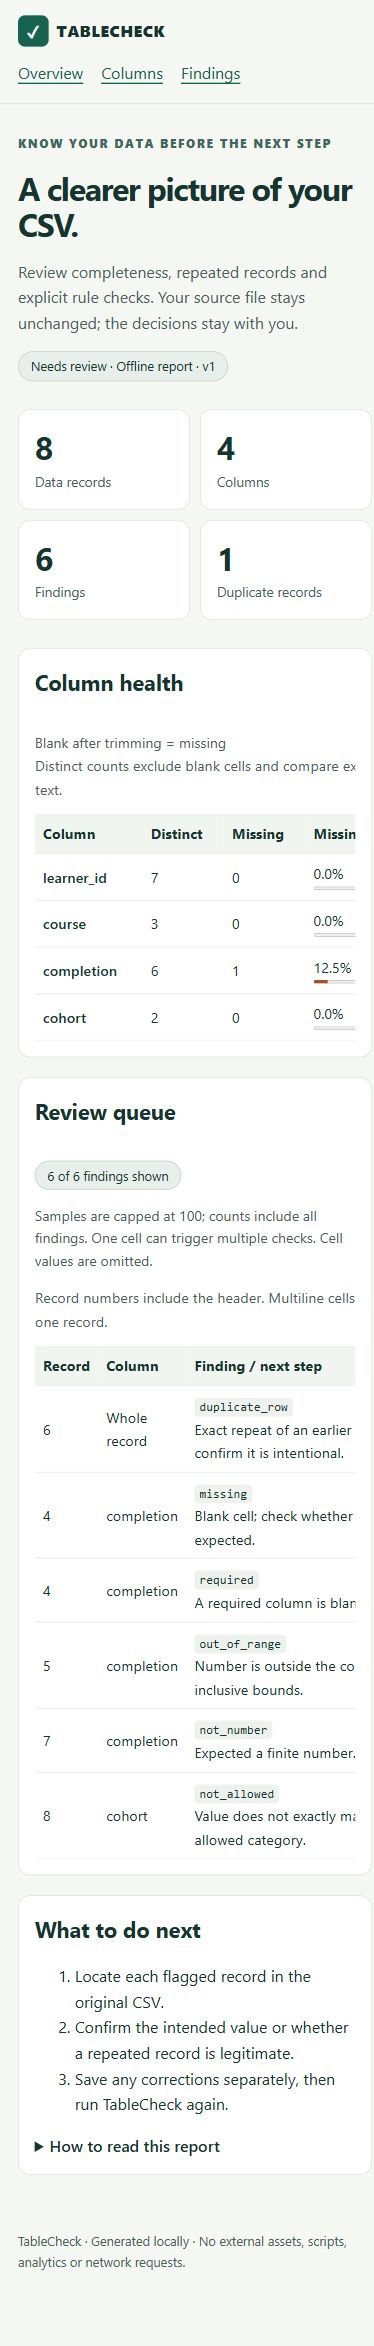 ✓ TABLECHECK
Overview Columns Findings
KNOW YOUR DATA BEFORE THE NEXT STEP
A clearer picture of your
CSV.
Review completeness, repeated records and
explicit rule checks. Your source file stays
unchanged; the decisions stay with you.
Needs review · Offline report · v1
8
Data records
4
Columns
6
Findings
1
Duplicate records
Column health
Blank after trimming = missing
Distinct counts exclude blank cells and compare ex
text.
Column Distinct Missing Missin
learner_id 7 0 0.0%
course 3 0 0.0%
completion 6 1 12.5%
cohort 2 0 0.0%
Review queue
6 of 6 findings shown
Samples are capped at 100; counts include all
findings. One cell can trigger multiple checks. Cell
values are omitted.
Record numbers include the header. Multiline cells
one record.
Record Column Finding / next step
6 Whole record duplicate_row
Exact repeat of an earlier
confirm it is intentional.
4 completion missing
Blank cell; check whether
expected.
4 completion required
A required column is blan
5 completion out_of_range
Number is outside the co
inclusive bounds.
7 completion not_number
Expected a finite number.
8 cohort not_allowed
Value does not exactly ma
allowed category.
What to do next
1. Locate each flagged record in the
original CSV.
2. Confirm the intended value or whether
a repeated record is legitimate.
3. Save any corrections separately, then
run TableCheck again.
▶ How to read this report
TableCheck · Generated locally · No external assets, scripts,
analytics or network requests.